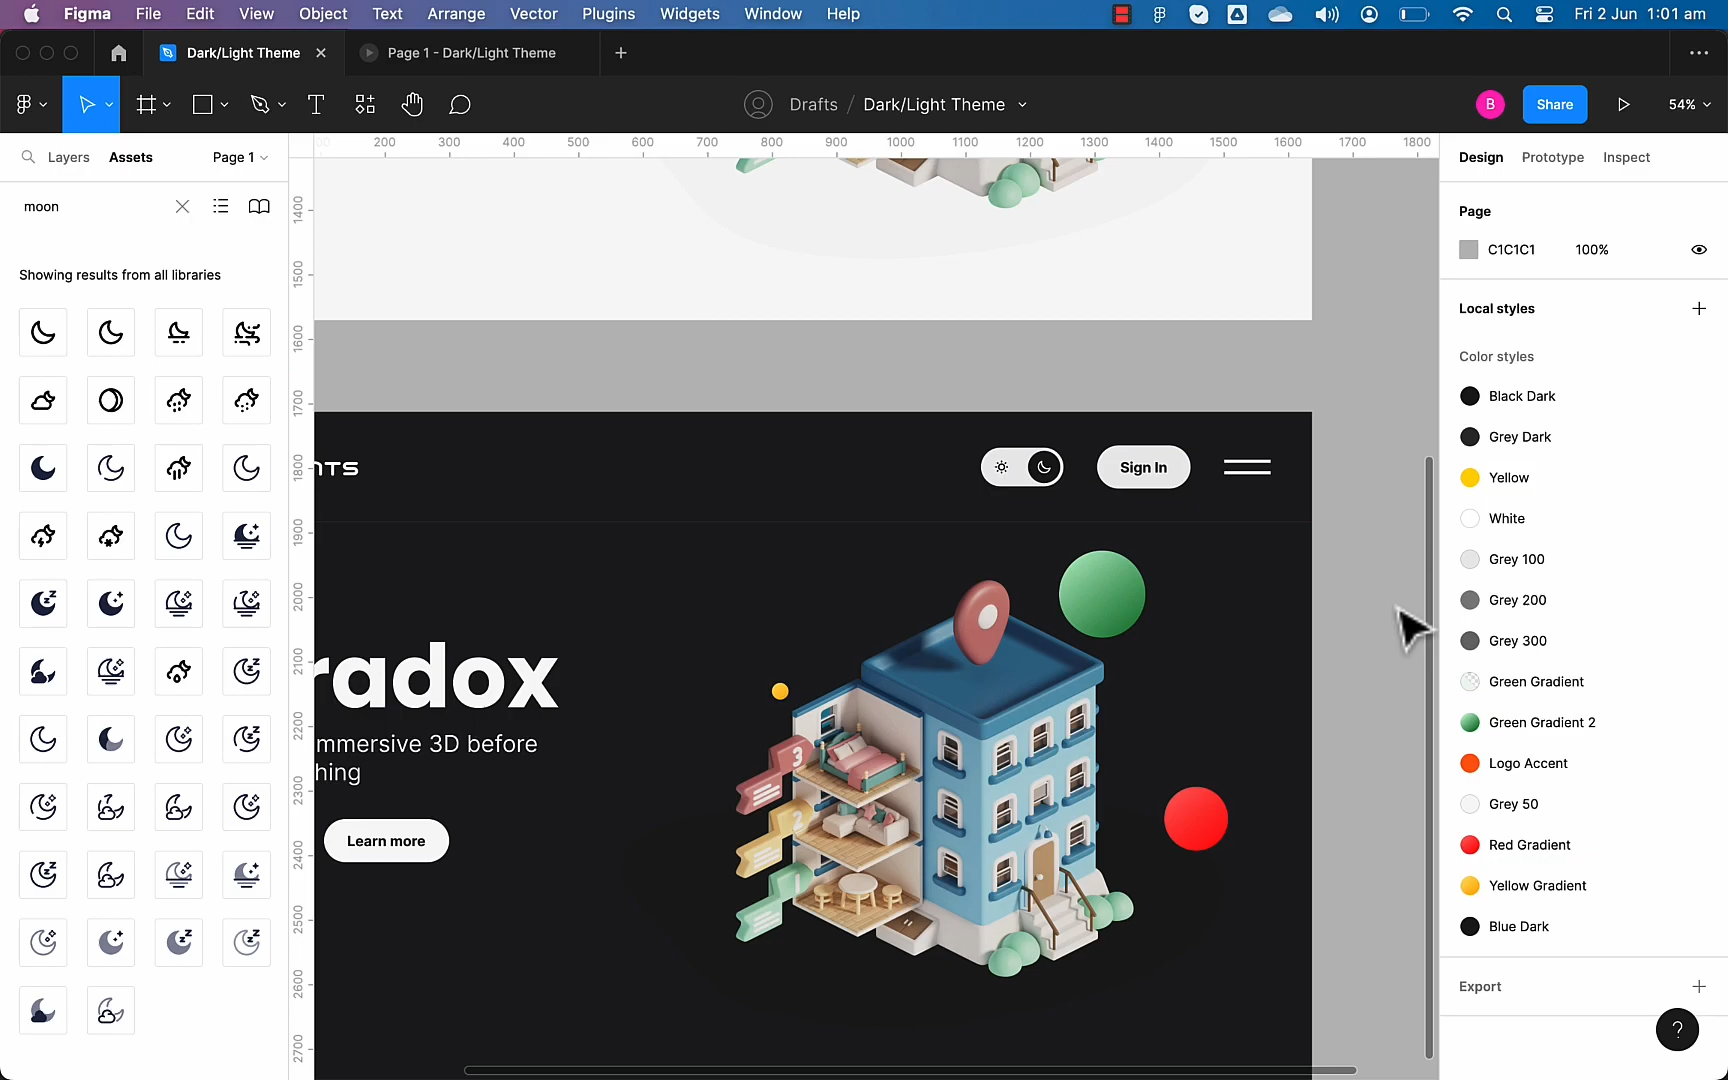 Figma File Edit View Object Text Arrange Vector Plugins Widgets Window Help Fri 2 Jun 1:01 am
Dark/Light Theme Page 1 - Dark/Light Theme
Drafts / Dark/Light Theme B Share 54%
Layers Assets Page 1
200 300 400 500 600 700 800 900 1000 1100 1200 1300 1400 1500 1600 1700 1800
Design Prototype Inspect
moon
Page
C1C1C1 100%
Showing results from all libraries
Local styles
Color styles
Black Dark
Grey Dark
Yellow
White
Grey 100
Grey 200
Grey 300
Green Gradient
Green Gradient 2
Logo Accent
Grey 50
Red Gradient
Yellow Gradient
Blue Dark
Export
?
1400
1500
1600
1700
1800
1900
2000
2100
2200
2300
2400
2500
2600
2700
NTS
Sign In
radox
mmersive 3D before
hing
Learn more
3
2
1